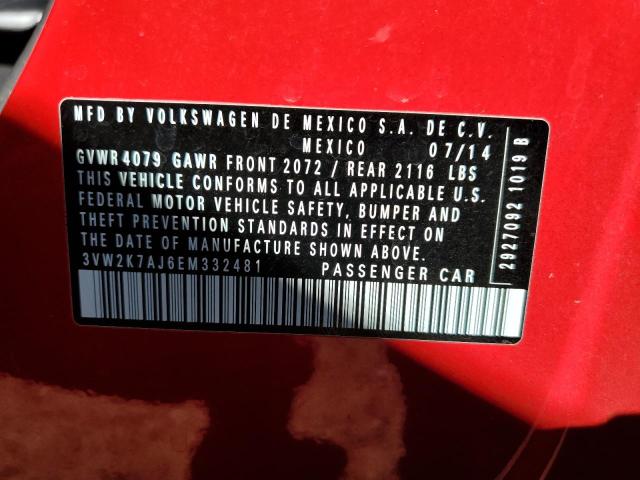 MFD BY VOLKSWAGEN DE MEXICO S.A. DE C.V.
MEXICO 07/14
GVWR 4079 GAWR FRONT 2072 / REAR 2116 LBS
THIS VEHICLE CONFORMS TO ALL APPLICABLE U.S.
FEDERAL MOTOR VEHICLE SAFETY, BUMPER AND
THEFT PREVENTION STANDARDS IN EFFECT ON
THE DATE OF MANUFACTURE SHOWN ABOVE.
3VW2K7AJ6EM332481 PASSENGER CAR
2927092 1019 B